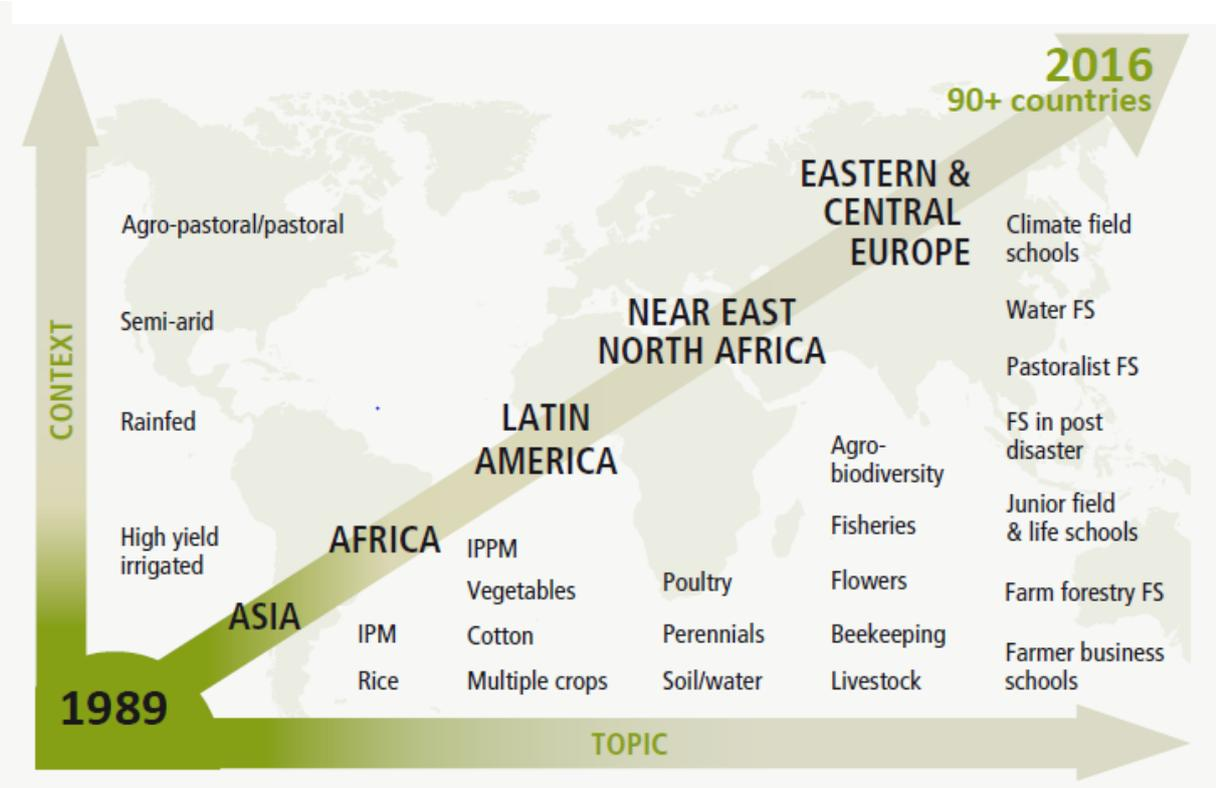 2016
90+ countries
EASTERN &
CENTRAL
EUROPE
NEAR EAST
NORTH AFRICA
LATIN
AMERICA
AFRICA
ASIA
1989
CONTEXT
Agro-pastoral/pastoral
Semi-arid
Rainfed
High yield
irrigated
IPM
Rice
IPPM
Vegetables
Cotton
Multiple crops
Poultry
Perennials
Soil/water
Agro-
biodiversity
Fisheries
Flowers
Beekeeping
Livestock
Climate field
schools
Water FS
Pastoralist FS
FS in post
disaster
Junior field
& life schools
Farm forestry FS
Farmer business
schools
TOPIC